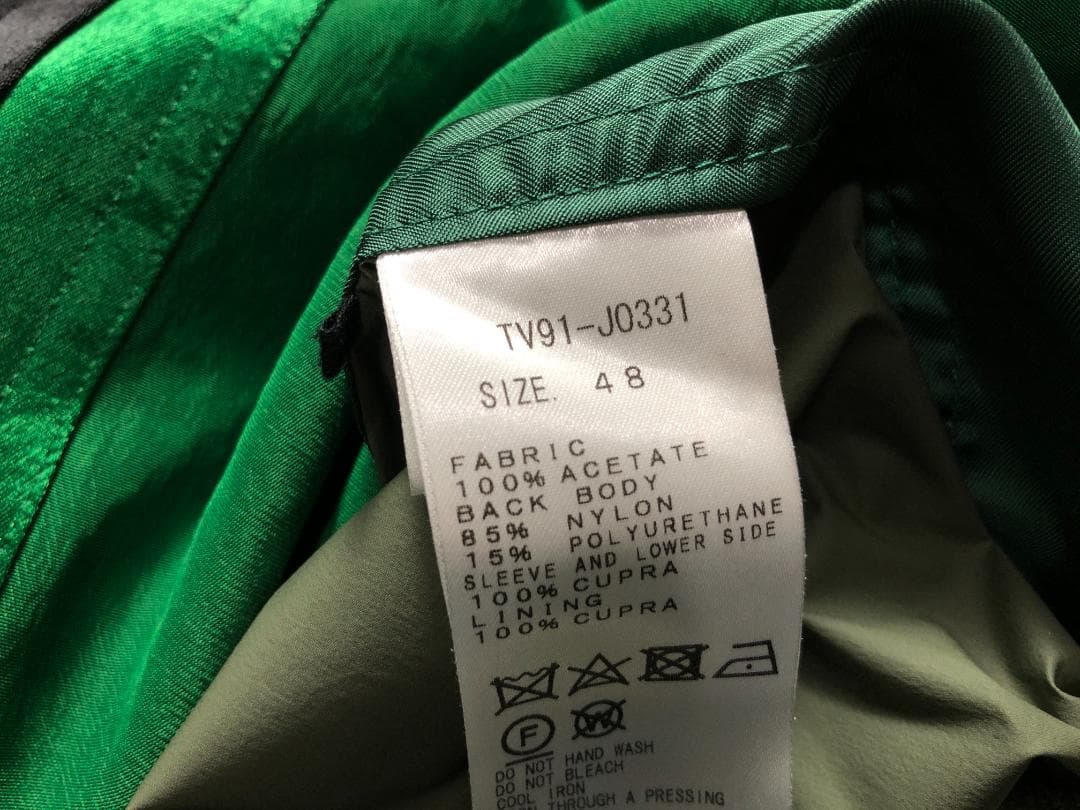 TV91-J0331
SIZE. 48
FABRIC
100% ACETATE
BACK BODY
85% NYLON
15% POLYURETHANE
SLEEVE AND LOWER SIDE
100% CUPRA
LINING
100% CUPRA
F
W
DO NOT HAND WASH
DO NOT BLEACH
COOL IRON
THROUGH A PRESSING